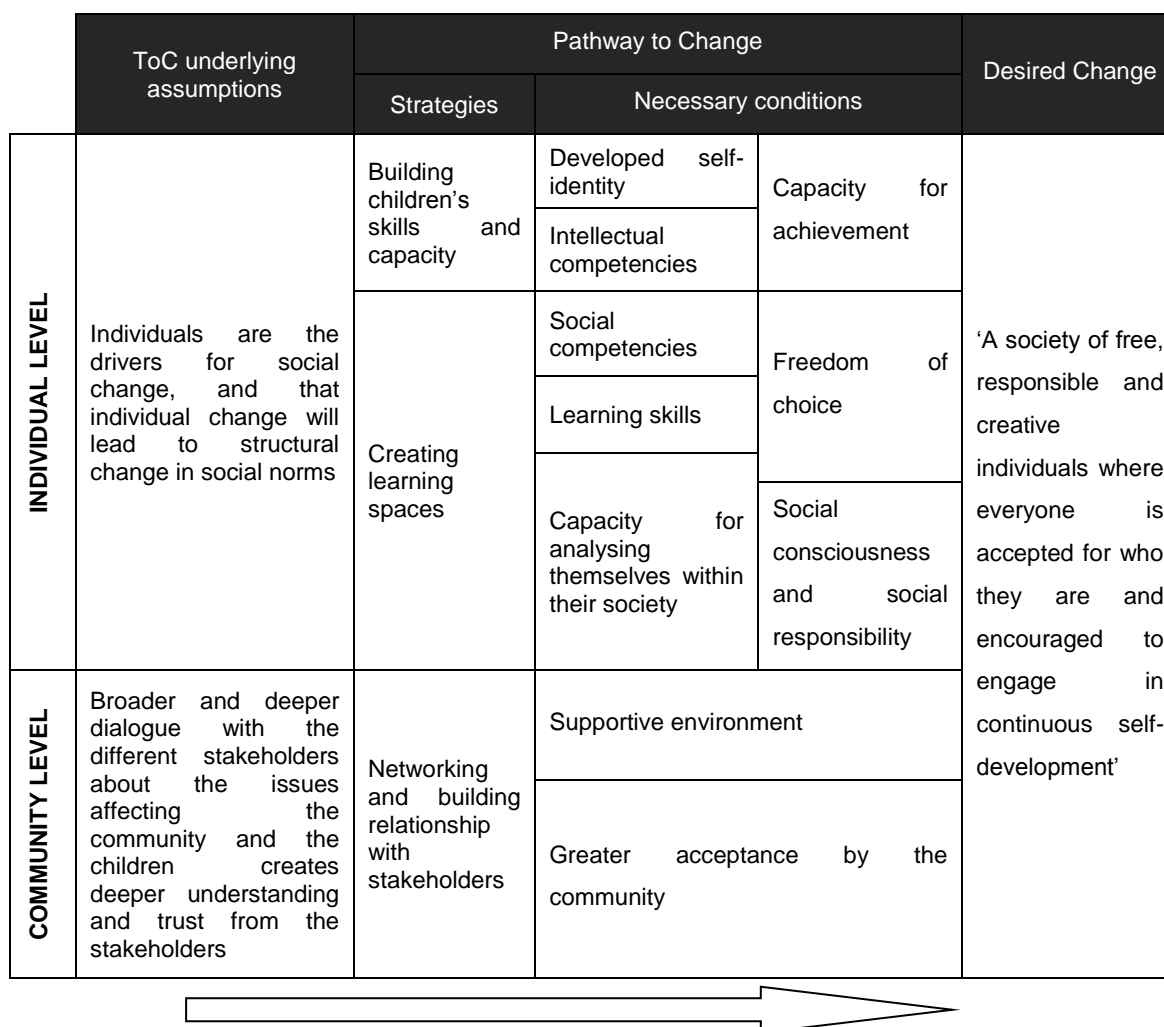 ToC underlying
assumptions
Pathway to Change
Desired Change
Strategies
Necessary conditions
INDIVIDUAL LEVEL
Individuals are the
drivers for social
change, and that
individual change will
lead to structural
change in social norms
Building
children's
skills and
capacity
Developed self-
identity
Intellectual
competencies
Capacity for
achievement
Creating
learning
spaces
Social
competencies
Learning skills
Capacity for
analysing
themselves within
their society
Freedom of
choice
Social
consciousness
and social
responsibility
'A society of free,
responsible and
creative
individuals where
everyone is
accepted for who
they are and
encouraged to
engage in
continuous self-
development'
COMMUNITY LEVEL
Broader and deeper
dialogue with the
different stakeholders
about the issues
affecting the
community and the
children creates
deeper understanding
and trust from the
stakeholders
Networking
and building
relationship
with
stakeholders
Supportive environment
Greater acceptance by the
community